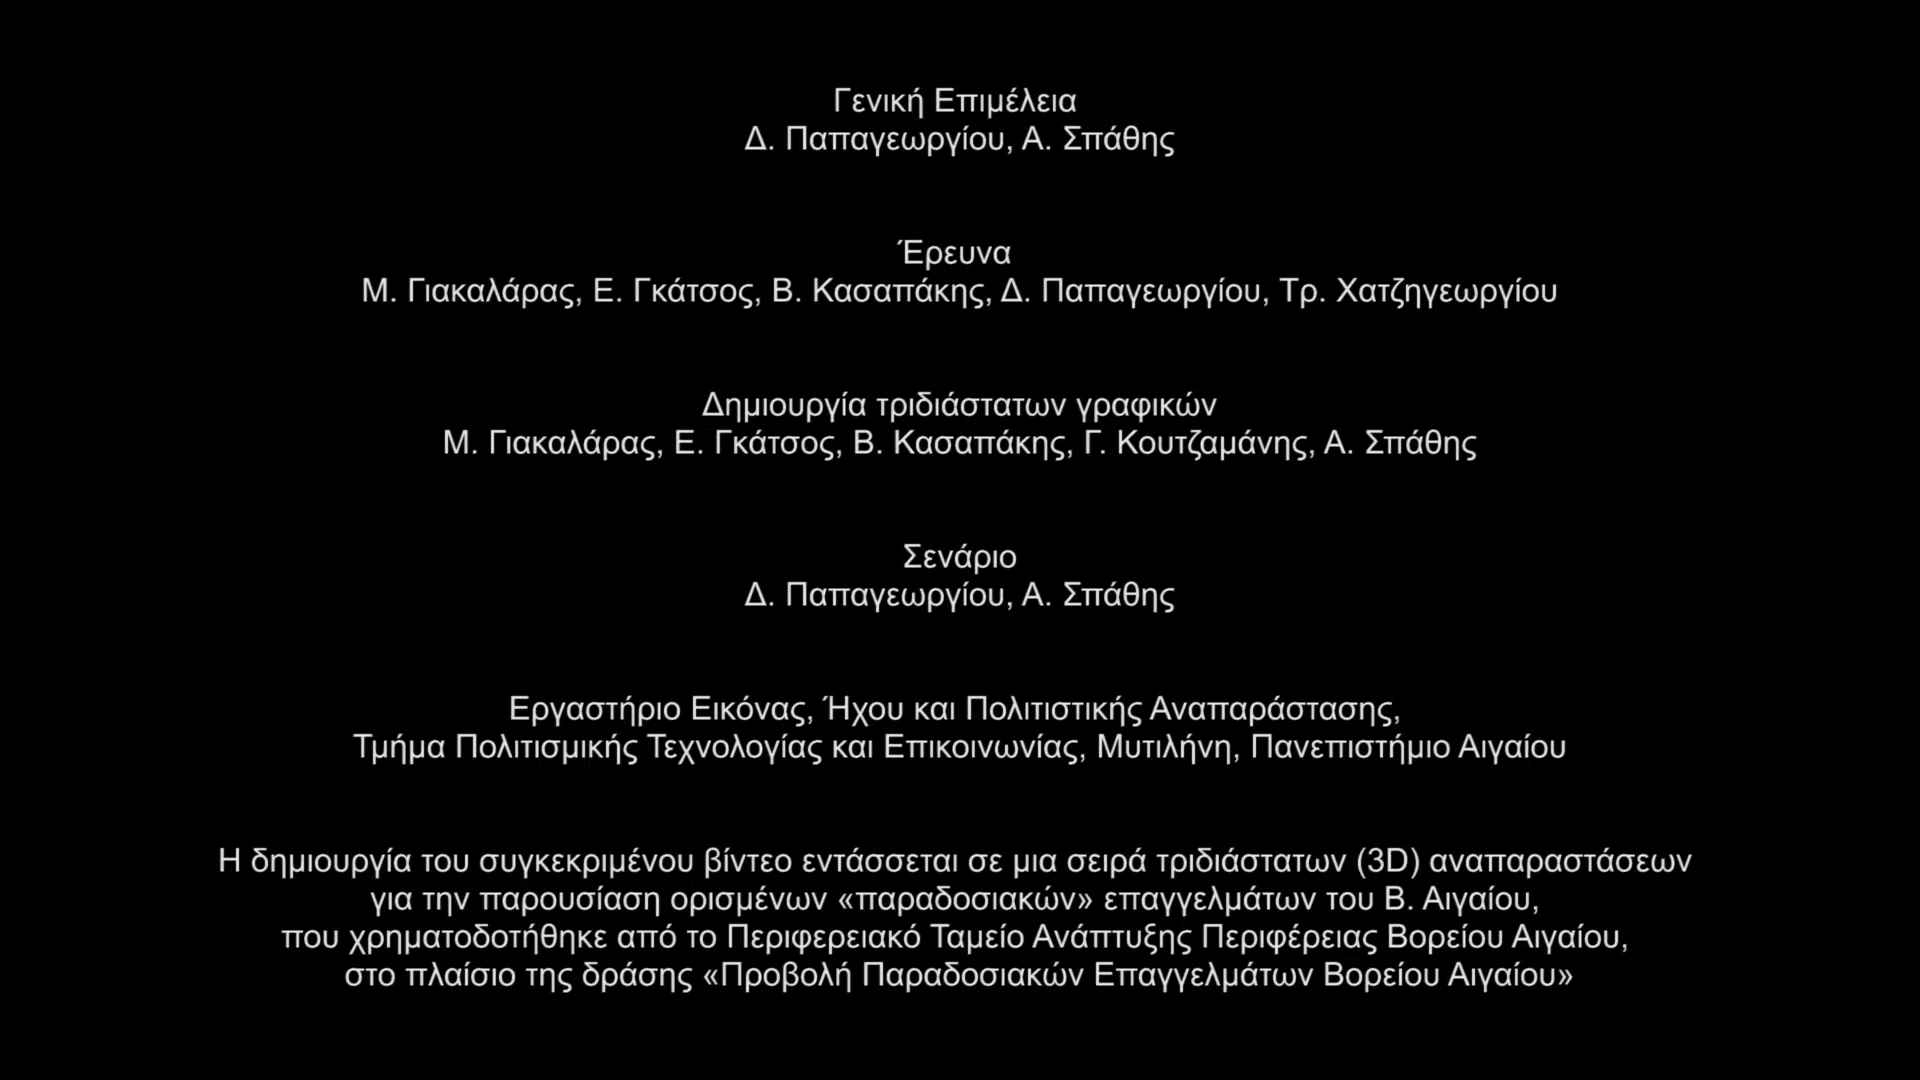 Γενική Επιμέλεια
Δ. Παπαγεωργίου, Α. Σπάθης
Έρευνα
Μ. Γιακαλάρας, Ε. Γκάτσος, Β. Κασαπάκης, Δ. Παπαγεωργίου, Τρ. Χατζηγεωργίου
Δημιουργία τριδιάστατων γραφικών
Μ. Γιακαλάρας, Ε. Γκάτσος, Β. Κασαπάκης, Γ. Κουτζαμάνης, Α. Σπάθης
Σενάριο
Δ. Παπαγεωργίου, Α. Σπάθης
Εργαστήριο Εικόνας, Ήχου και Πολιτιστικής Αναπαράστασης,
Τμήμα Πολιτισμικής Τεχνολογίας και Επικοινωνίας, Μυτιλήνη, Πανεπιστήμιο Αιγαίου
Η δημιουργία του συγκεκριμένου βίντεο εντάσσεται σε μια σειρά τριδιάστατων (3D) αναπαραστάσεων
για την παρουσίαση ορισμένων «παραδοσιακών» επαγγελμάτων του Β. Αιγαίου,
που χρηματοδοτήθηκε από το Περιφερειακό Ταμείο Ανάπτυξης Περιφέρειας Βορείου Αιγαίου,
στο πλαίσιο της δράσης «Προβολή Παραδοσιακών Επαγγελμάτων Βορείου Αιγαίου»